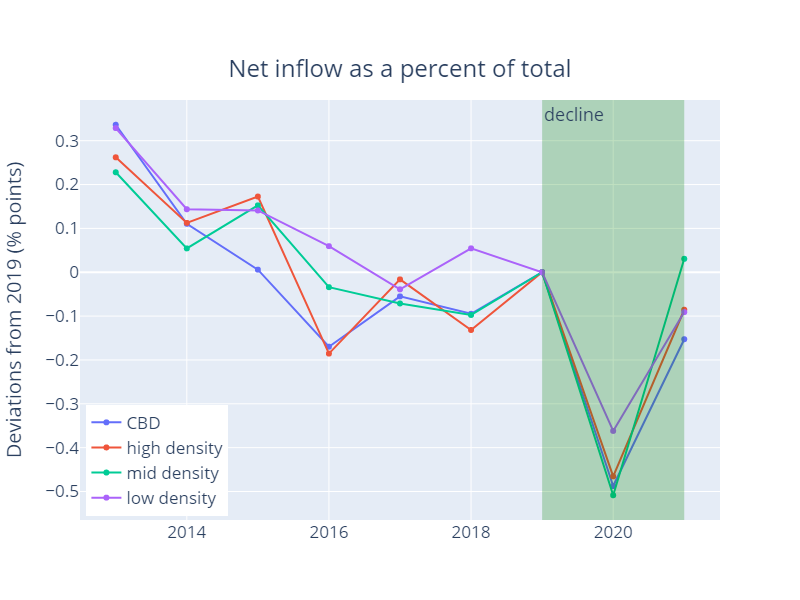 Net inflow as a percent of total
decline
Deviations from 2019 (% points)
0.3
0.2
0.1
0
−0.1
−0.2
−0.3
−0.4
−0.5
CBD
high density
mid density
low density
2014
2016
2018
2020